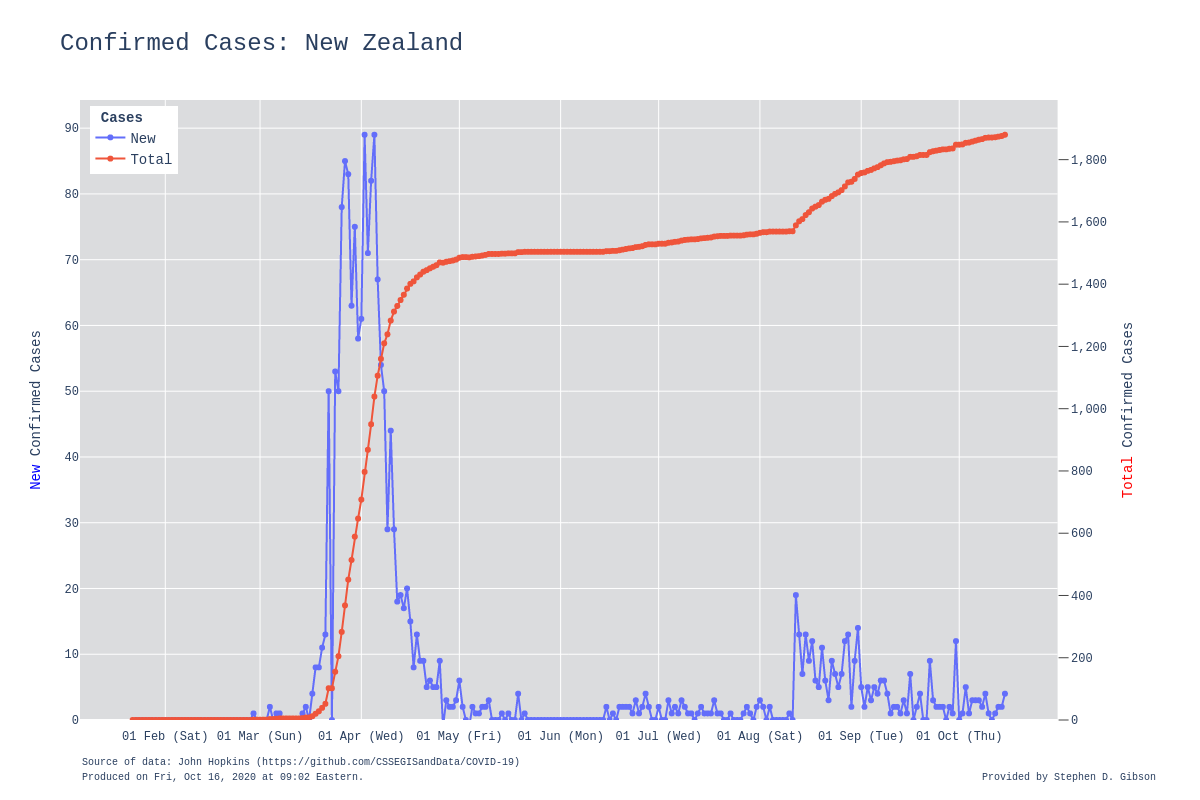 Confirmed Cases: New Zealand
Cases
New
Total
90
80
70
60
50
40
30
20
10
0
New Confirmed Cases
1,800
1,600
1,400
1,200
1,000
800
600
400
200
0
Total Confirmed Cases
01 Feb (Sat) 01 Mar (Sun) 01 Apr (Wed) 01 May (Fri) 01 Jun (Mon) 01 Jul (Wed) 01 Aug (Sat) 01 Sep (Tue) 01 Oct (Thu)
Source of data: John Hopkins (https://github.com/CSSEGISandData/COVID-19)
Produced on Fri, Oct 16, 2020 at 09:02 Eastern.
Provided by Stephen D. Gibson